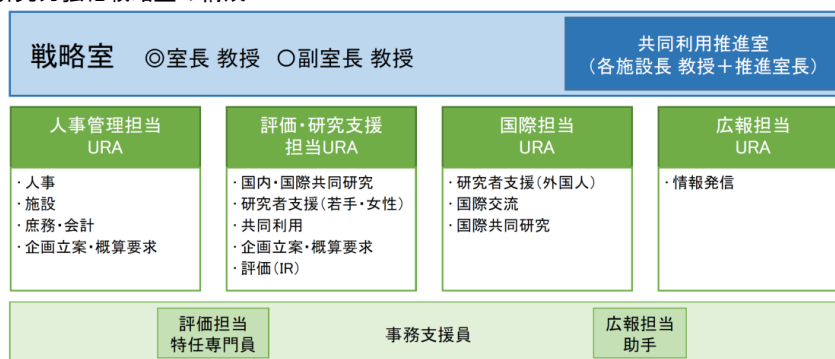 戦略室 ◎室長 教授 〇副室長 教授
共同利用推進室
(各施設長 教授+推進室長)
人事管理担当
URA
・人事
・施設
・庶務・会計
・企画立案・概算要求
評価・研究支援
担当URA
・国内・国際共同研究
・研究者支援(若手・女性)
・共同利用
・企画立案・概算要求
・評価(IR)
国際担当
URA
・研究者支援(外国人)
・国際交流
・国際共同研究
広報担当
URA
・情報発信
評価担当
特任専門員
事務支援員
広報担当
助手